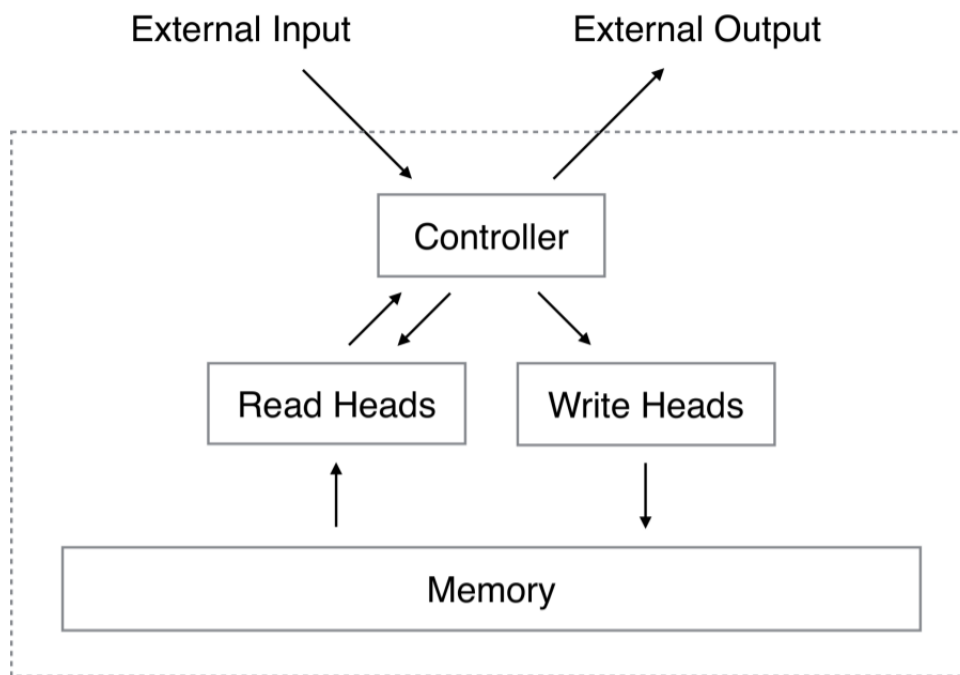 External Input
External Output
Controller
Read Heads
Write Heads
Memory